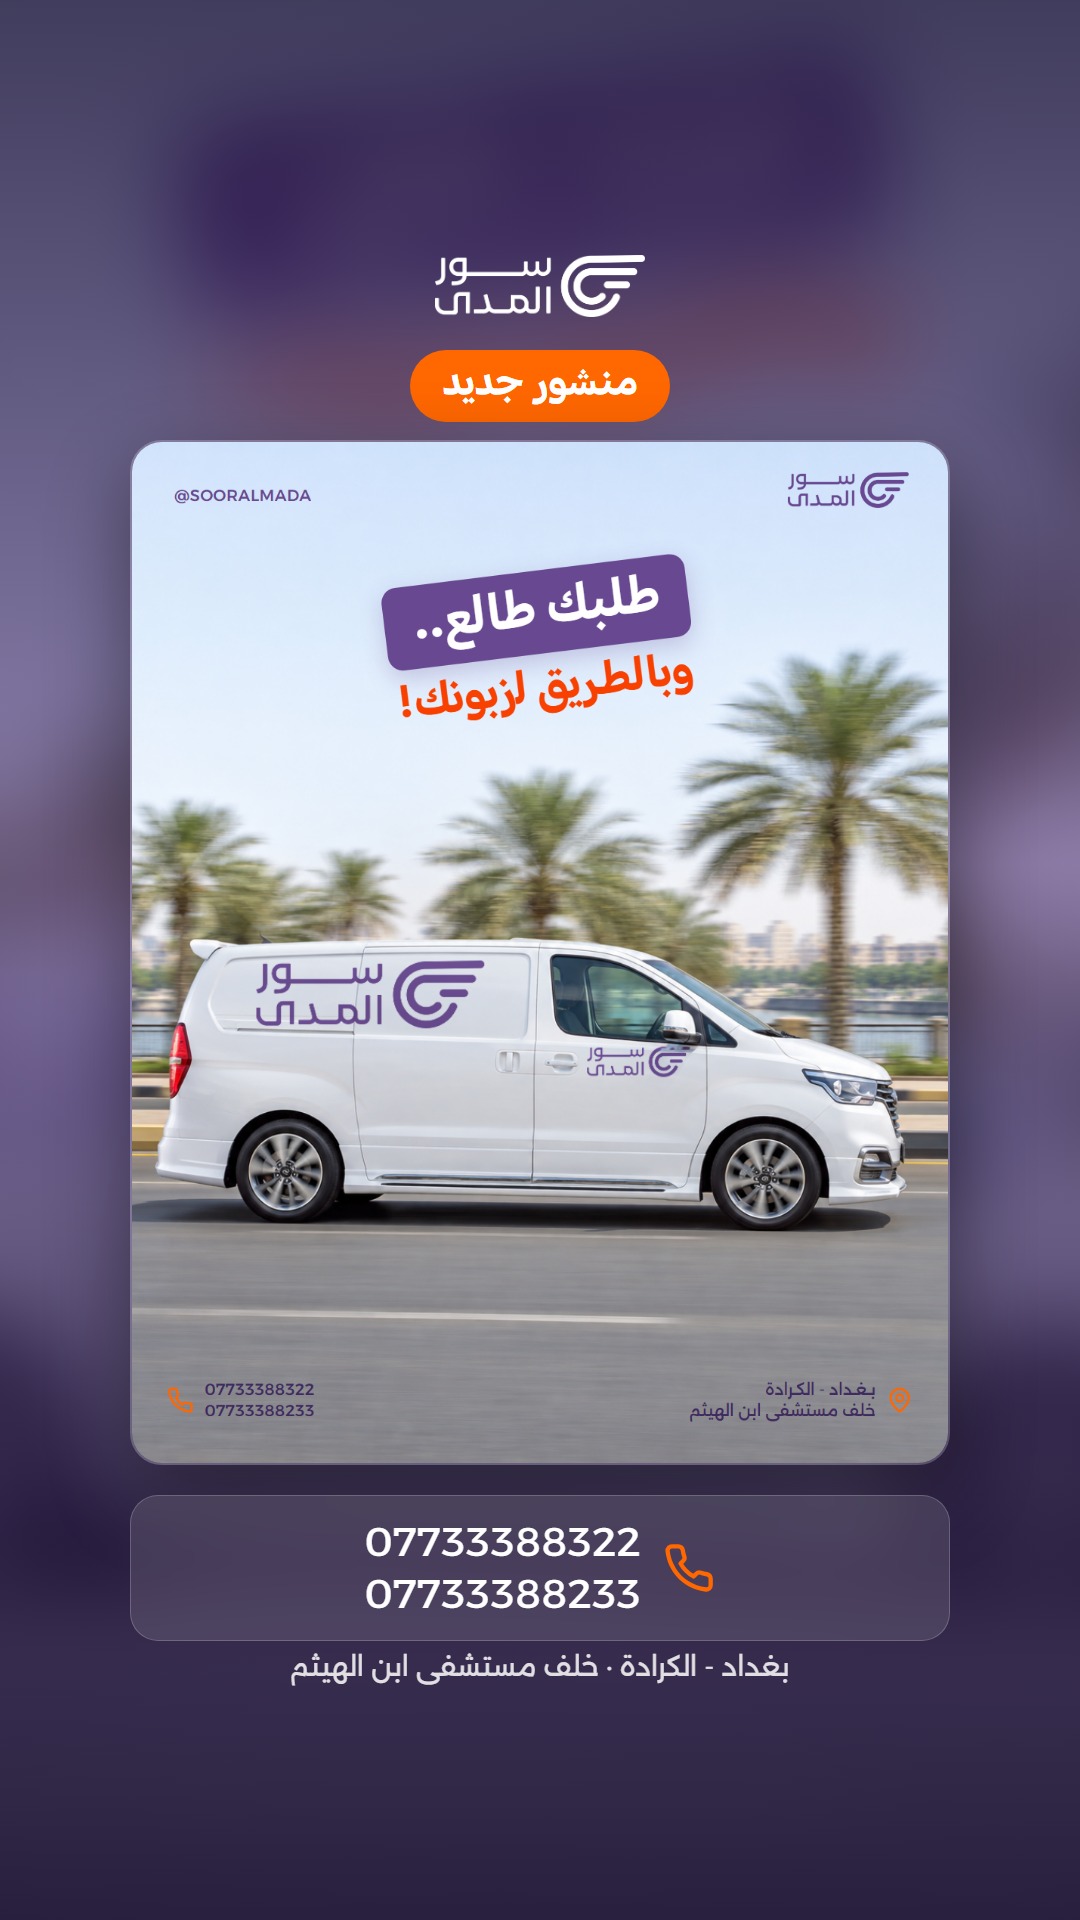 سور
المدى
منشور جديد
@SOORALMADA
سور
المدى
طلبك طالع..
وبالطريق لزبونك!
سور
المدى
سور
المدى
07733388322
07733388233
بغداد - الكرادة
خلف مستشفى ابن الهيثم
07733388322
07733388233
بغداد - الكرادة · خلف مستشفى ابن الهيثم